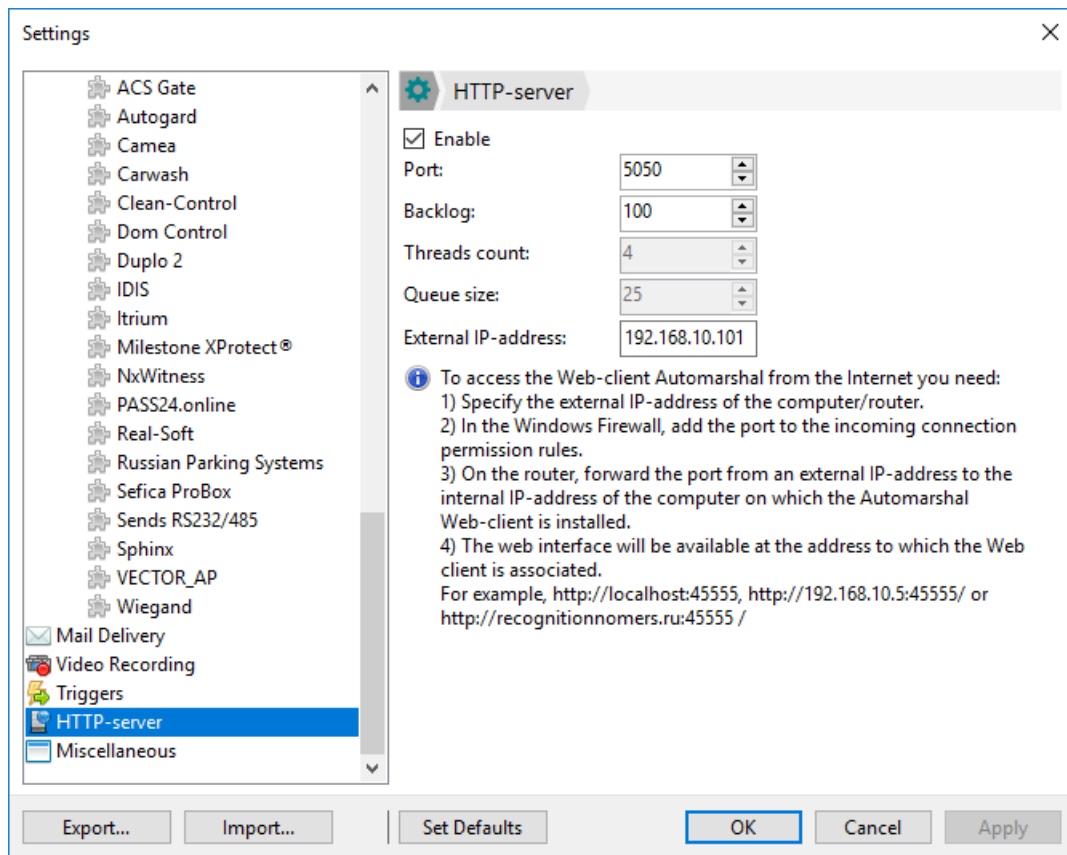 Settings
ACS Gate
Autogard
Camea
Carwash
Clean-Control
Dom Control
Duplo 2
IDIS
Itrium
Milestone XProtect®
NxWitness
PASS24.online
Real-Soft
Russian Parking Systems
Sefica ProBox
Sends RS232/485
Sphinx
VECTOR_AP
Wiegand
Mail Delivery
Video Recording
Triggers
HTTP-server
Miscellaneous
HTTP-server
Enable
Port: 5050
Backlog: 100
Threads count: 4
Queue size: 25
External IP-address: 192.168.10.101
To access the Web-client Automarshal from the Internet you need:
1) Specify the external IP-address of the computer/router.
2) In the Windows Firewall, add the port to the incoming connection
permission rules.
3) On the router, forward the port from an external IP-address to the
internal IP-address of the computer on which the Automarshal
Web-client is installed.
4) The web interface will be available at the address to which the Web
client is associated.
For example, http://localhost:45555, http://192.168.10.5:45555/ or
http://recognitionnomers.ru:45555 /
Export... Import... Set Defaults OK Cancel Apply